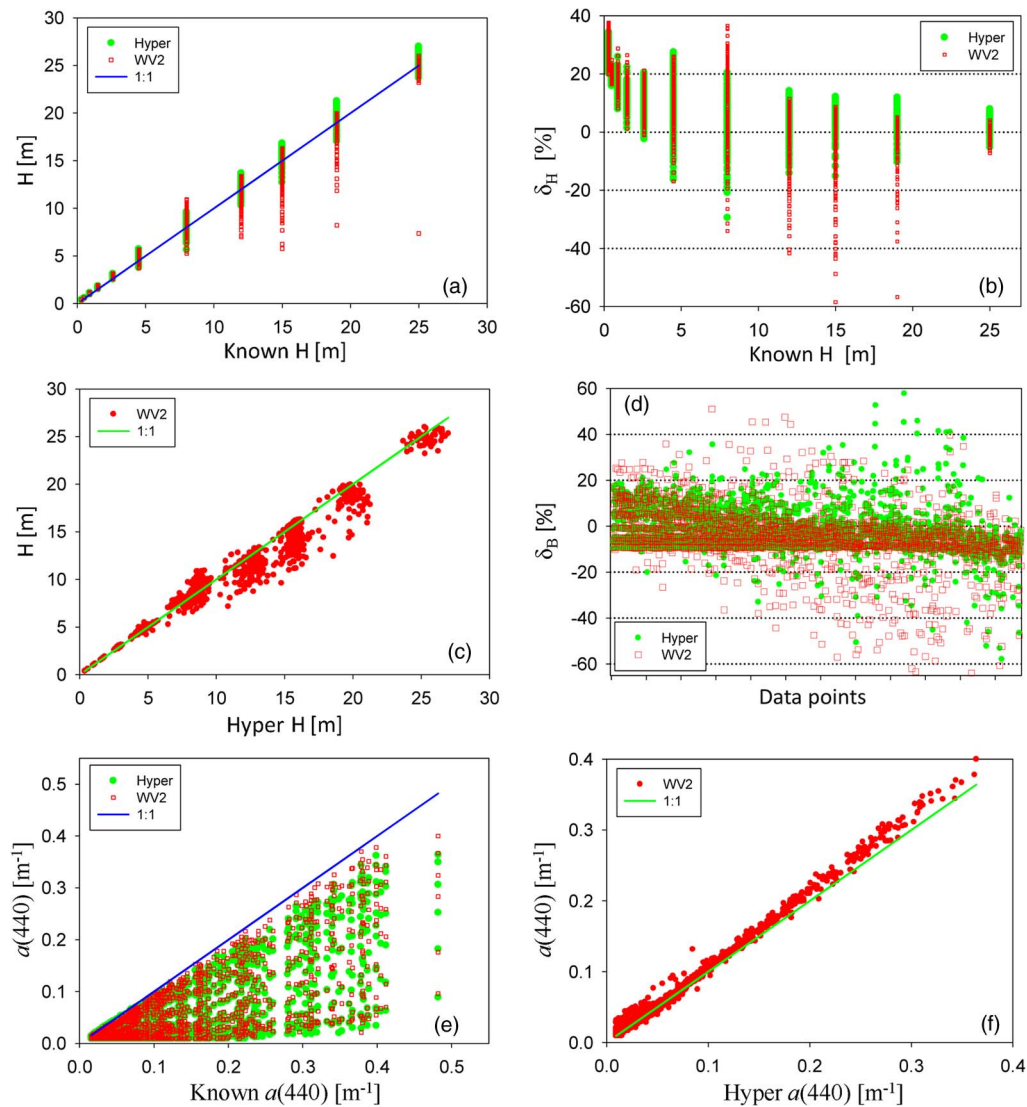 30
25
20
15
10
5
0
H [m]
Hyper
WV2
1:1
(a)
0 5 10 15 20 25 30
Known H [m]
40
20
0
-20
-40
-60
δH [%]
Hyper
WV2
(b)
0 5 10 15 20 25
Known H [m]
30
25
20
15
10
5
0
H [m]
WV2
1:1
(c)
0 5 10 15 20 25 30
Hyper H [m]
60
40
20
0
-20
-40
-60
δB [%]
(d)
Hyper
WV2
Data points
0.5
0.4
0.3
0.2
0.1
0.0
a(440) [m-1]
Hyper
WV2
1:1
(e)
0.0 0.1 0.2 0.3 0.4 0.5
Known a(440) [m-1]
0.4
0.3
0.2
0.1
0.0
a(440) [m-1]
WV2
1:1
(f)
0.0 0.1 0.2 0.3 0.4
Hyper a(440) [m-1]